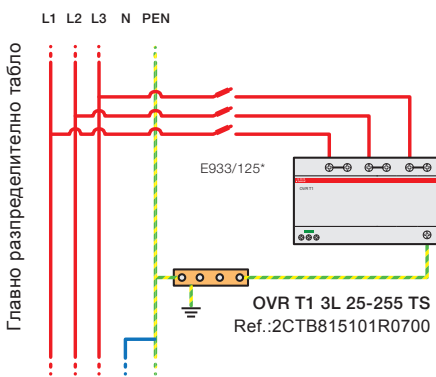 L1 L2 L3 N PEN
Главно разпределително табло
E933/125*
ABB
OVR T1
OVR T1 3L 25-255 TS
Ref.:2CTB815101R0700